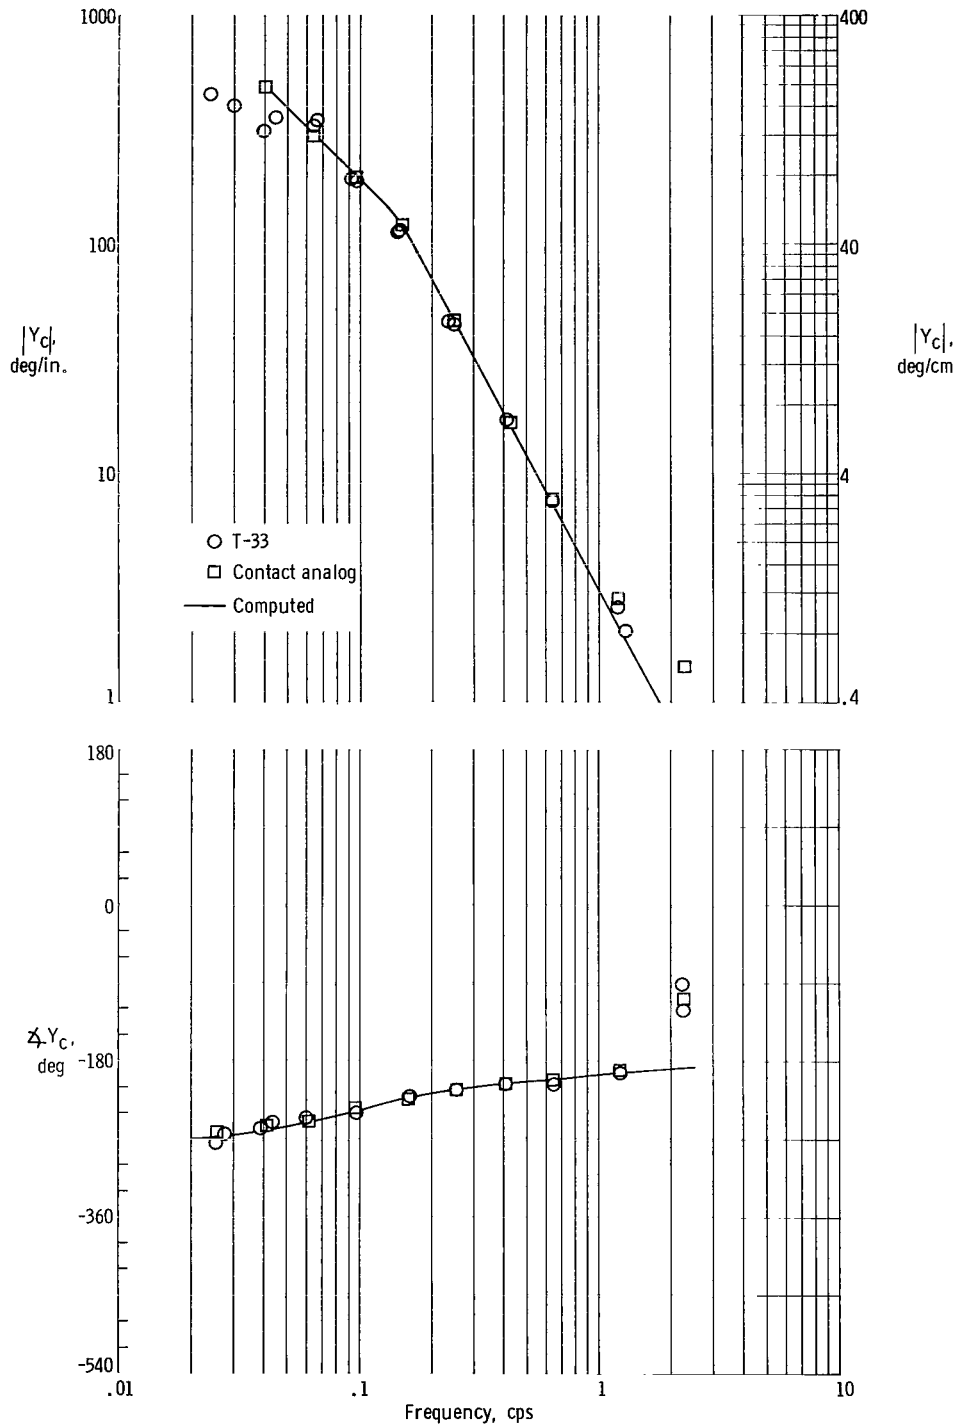 1000
400
100
40
|Yc|,
deg/in.
|Yc|,
deg/cm
10
4
T-33
Contact analog
Computed
1
.4
180
0
∡Yc,
deg
-180
-360
-540
.01
.1
1
10
Frequency, cps